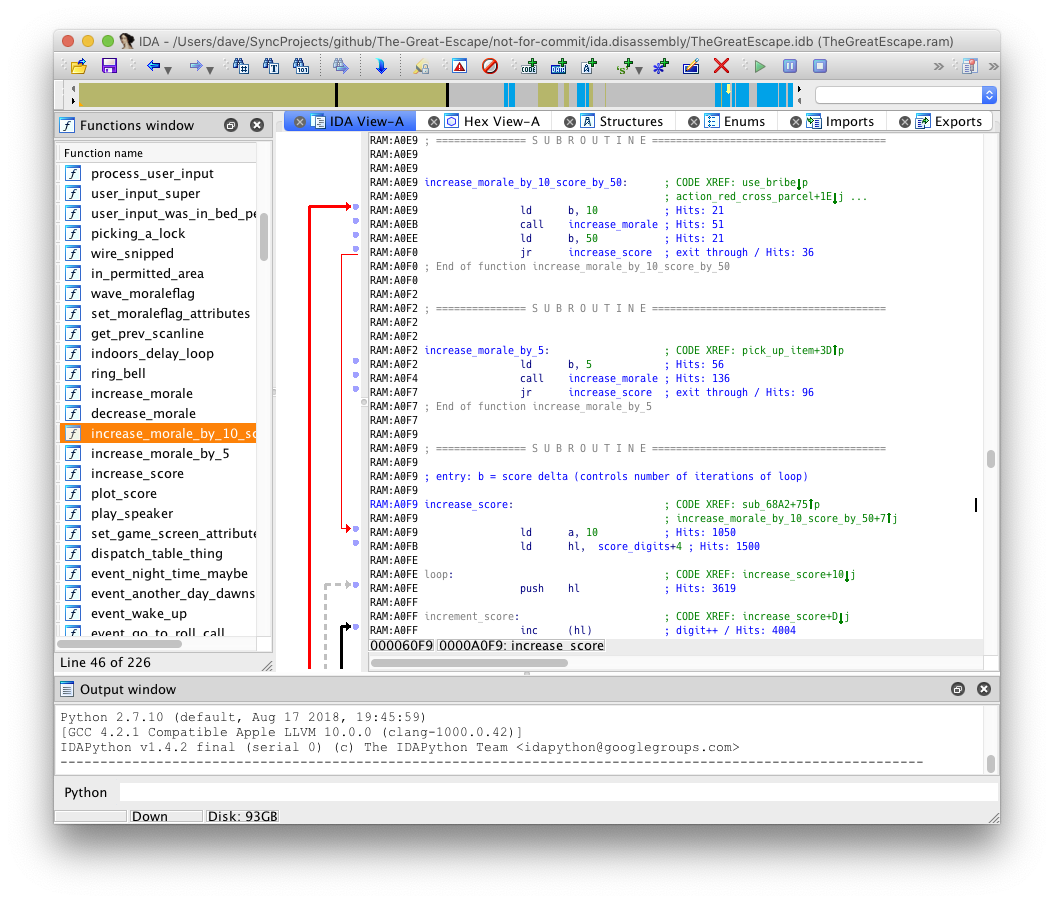 IDA - /Users/dave/SyncProjects/github/The-Great-Escape/not-for-commit/ida.disassembly/TheGreatEscape.idb (TheGreatEscape.ram)
Functions window
Function name
process_user_input
user_input_super
user_input_was_in_bed_pe
picking_a_lock
wire_snipped
in_permitted_area
wave_moraleflag
set_moraleflag_attributes
get_prev_scanline
indoors_delay_loop
ring_bell
increase_morale
decrease_morale
increase_morale_by_10_sc
increase_morale_by_5
increase_score
plot_score
play_speaker
set_game_screen_attribute
dispatch_table_thing
event_night_time_maybe
event_another_day_dawns
event_wake_up
event_go_to_roll_call
Line 46 of 226
IDA View-A
Hex View-A
Structures
Enums
Imports
Exports
RAM:A0E9 ; =============== S U B R O U T I N E =======================================
RAM:A0E9
RAM:A0E9
RAM:A0E9 increase_morale_by_10_score_by_50: ; CODE XREF: use_bribe↓p
RAM:A0E9 ; action_red_cross_parcel+1E↓j ...
RAM:A0E9 ld b, 10 ; Hits: 21
RAM:A0EB call increase_morale ; Hits: 51
RAM:A0EE ld b, 50 ; Hits: 21
RAM:A0F0 jr increase_score ; exit through / Hits: 36
RAM:A0F0 ; End of function increase_morale_by_10_score_by_50
RAM:A0F0
RAM:A0F2
RAM:A0F2 ; =============== S U B R O U T I N E =======================================
RAM:A0F2
RAM:A0F2
RAM:A0F2 increase_morale_by_5: ; CODE XREF: pick_up_item+3D↑p
RAM:A0F2 ld b, 5 ; Hits: 56
RAM:A0F4 call increase_morale ; Hits: 136
RAM:A0F7 jr increase_score ; exit through / Hits: 96
RAM:A0F7 ; End of function increase_morale_by_5
RAM:A0F7
RAM:A0F9
RAM:A0F9 ; =============== S U B R O U T I N E =======================================
RAM:A0F9
RAM:A0F9 ; entry: b = score delta (controls number of iterations of loop)
RAM:A0F9
RAM:A0F9 increase_score: ; CODE XREF: sub_68A2+75↑p
RAM:A0F9 ; increase_morale_by_10_score_by_50+7↑j
RAM:A0F9 ld a, 10 ; Hits: 1050
RAM:A0FB ld hl, score_digits+4 ; Hits: 1500
RAM:A0FE
RAM:A0FE loop: ; CODE XREF: increase_score+10↓j
RAM:A0FE push hl ; Hits: 3619
RAM:A0FF
RAM:A0FF increment_score: ; CODE XREF: increase_score+D↓j
RAM:A0FF inc (hl) ; digit++ / Hits: 4004
000060F9 0000A0F9: increase_score
Output window
Python 2.7.10 (default, Aug 17 2018, 19:45:59)
[GCC 4.2.1 Compatible Apple LLVM 10.0.0 (clang-1000.0.42)]
IDAPython v1.4.2 final (serial 0) (c) The IDAPython Team <idapython@googlegroups.com>
------------------------------------------------------------------------------------------------------------
Python
Down
Disk: 93GB